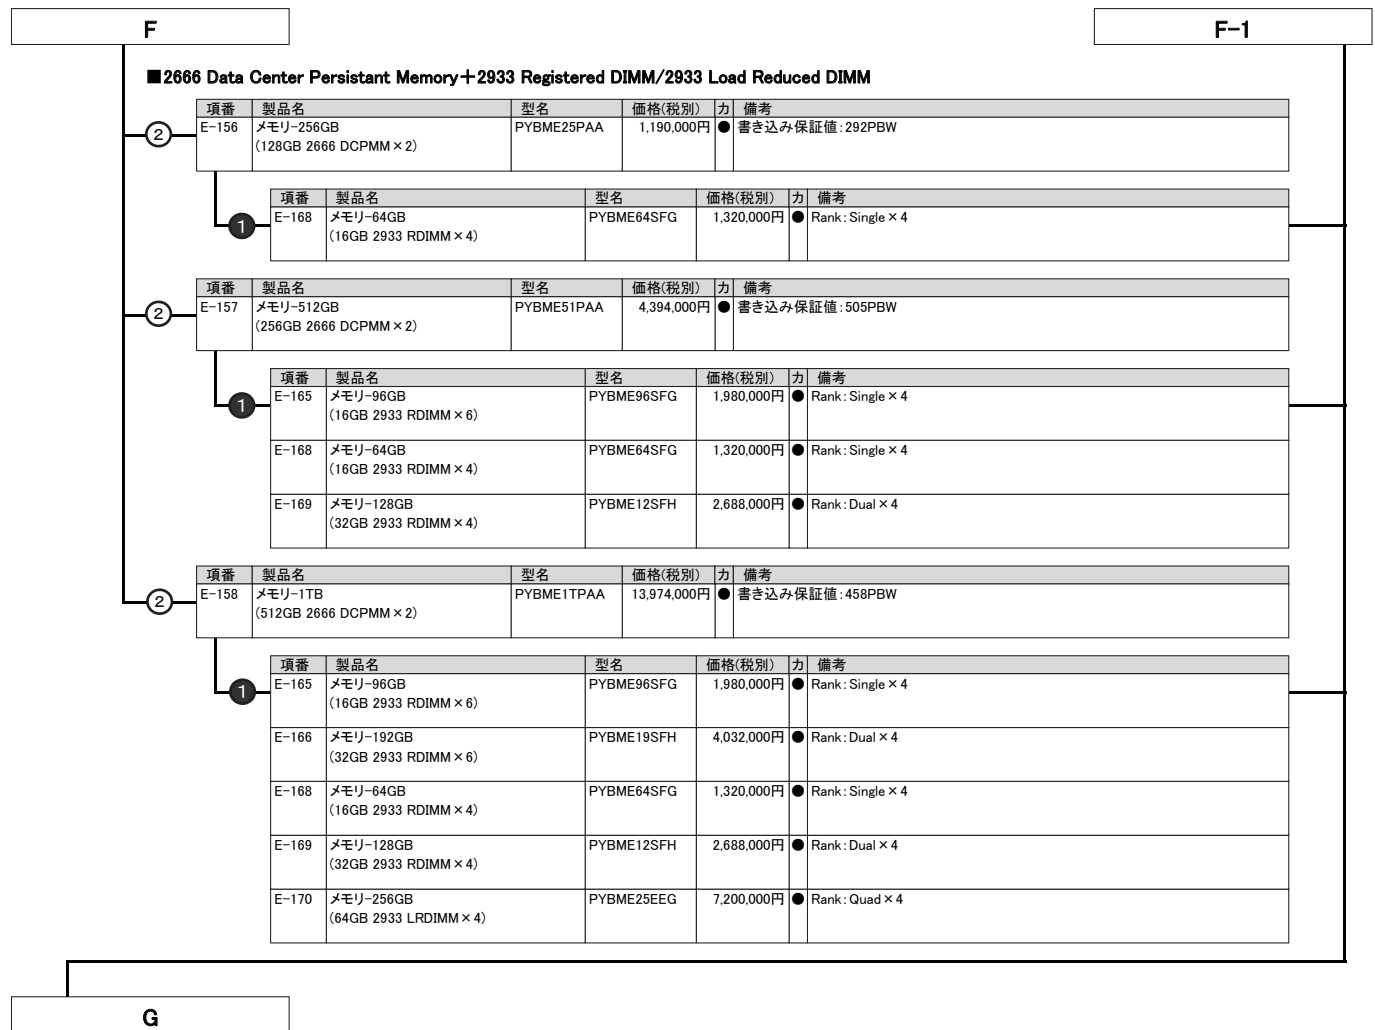 F
F-1
■2666 Data Center Persistant Memory+2933 Registered DIMM/2933 Load Reduced DIMM
項番 製品名 型名 価格(税別) カ 備考
② E-156 メモリ-256GB PYBME25PAA 1,190,000円 ● 書き込み保証値:292PBW
(128GB 2666 DCPMM×2)
項番 製品名 型名 価格(税別) カ 備考
❶ E-168 メモリ-64GB PYBME64SFG 1,320,000円 ● Rank:Single×4
(16GB 2933 RDIMM×4)
項番 製品名 型名 価格(税別) カ 備考
② E-157 メモリ-512GB PYBME51PAA 4,394,000円 ● 書き込み保証値:505PBW
(256GB 2666 DCPMM×2)
項番 製品名 型名 価格(税別) カ 備考
❶ E-165 メモリ-96GB PYBME96SFG 1,980,000円 ● Rank:Single×4
(16GB 2933 RDIMM×6)
E-168 メモリ-64GB PYBME64SFG 1,320,000円 ● Rank:Single×4
(16GB 2933 RDIMM×4)
E-169 メモリ-128GB PYBME12SFH 2,688,000円 ● Rank:Dual×4
(32GB 2933 RDIMM×4)
項番 製品名 型名 価格(税別) カ 備考
② E-158 メモリ-1TB PYBME1TPAA 13,974,000円 ● 書き込み保証値:458PBW
(512GB 2666 DCPMM×2)
項番 製品名 型名 価格(税別) カ 備考
❶ E-165 メモリ-96GB PYBME96SFG 1,980,000円 ● Rank:Single×4
(16GB 2933 RDIMM×6)
E-166 メモリ-192GB PYBME19SFH 4,032,000円 ● Rank:Dual×4
(32GB 2933 RDIMM×6)
E-168 メモリ-64GB PYBME64SFG 1,320,000円 ● Rank:Single×4
(16GB 2933 RDIMM×4)
E-169 メモリ-128GB PYBME12SFH 2,688,000円 ● Rank:Dual×4
(32GB 2933 RDIMM×4)
E-170 メモリ-256GB PYBME25EEG 7,200,000円 ● Rank:Quad×4
(64GB 2933 LRDIMM×4)
G